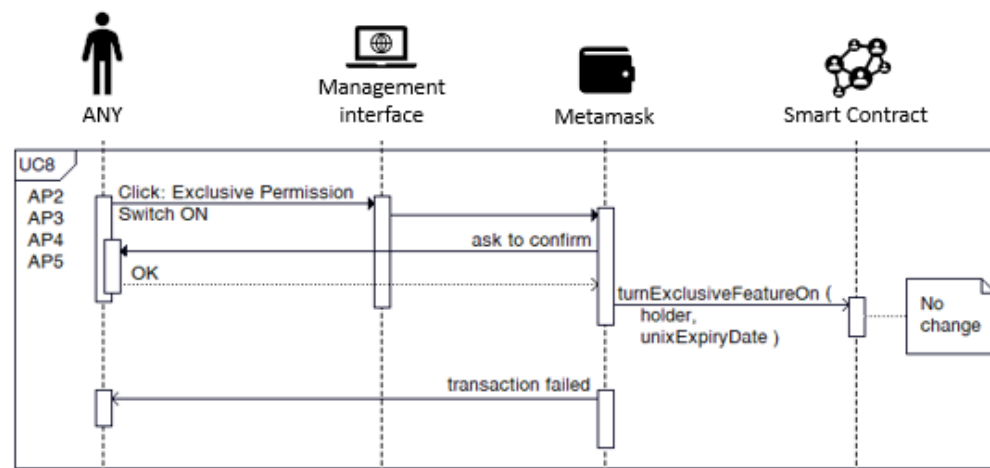 ANY
Management
interface
Metamask
Smart Contract
UC8
AP2
AP3
AP4
AP5
Click: Exclusive Permission
Switch ON
ask to confirm
OK
turnExclusiveFeatureOn (
holder,
unixExpiryDate )
No
change
transaction failed